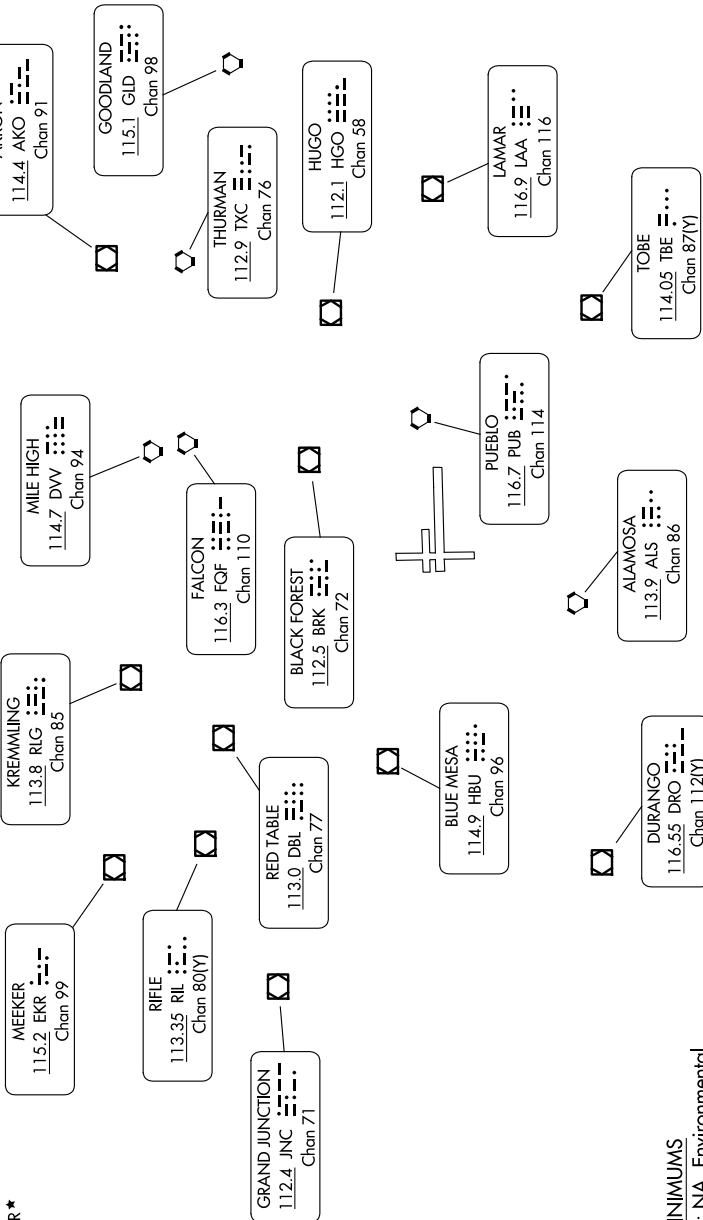 R★
MEEKER
115.2 EKR
Chan 99
KREMMLING
113.8 RLG
Chan 85
MILE HIGH
114.7 DVV
Chan 94
114.4 AKO
Chan 91
GOODLAND
115.1 GLD
Chan 98
RIFLE
113.35 RIL
Chan 80(Y)
FALCON
116.3 FQF
Chan 110
THURMAN
112.9 TXC
Chan 76
GRAND JUNCTION
112.4 JNC
Chan 71
RED TABLE
113.0 DBL
Chan 77
BLACK FOREST
112.5 BRK
Chan 72
HUGO
112.1 HGO
Chan 58
BLUE MESA
114.9 HBU
Chan 96
PUEBLO
116.7 PUB
Chan 114
LAMAR
116.9 LAA
Chan 116
DURANGO
116.55 DRO
Chan 112(Y)
ALAMOSA
113.9 ALS
Chan 86
TOBE
114.05 TBE
Chan 87(Y)
INIMUMS
: NA, Environmental